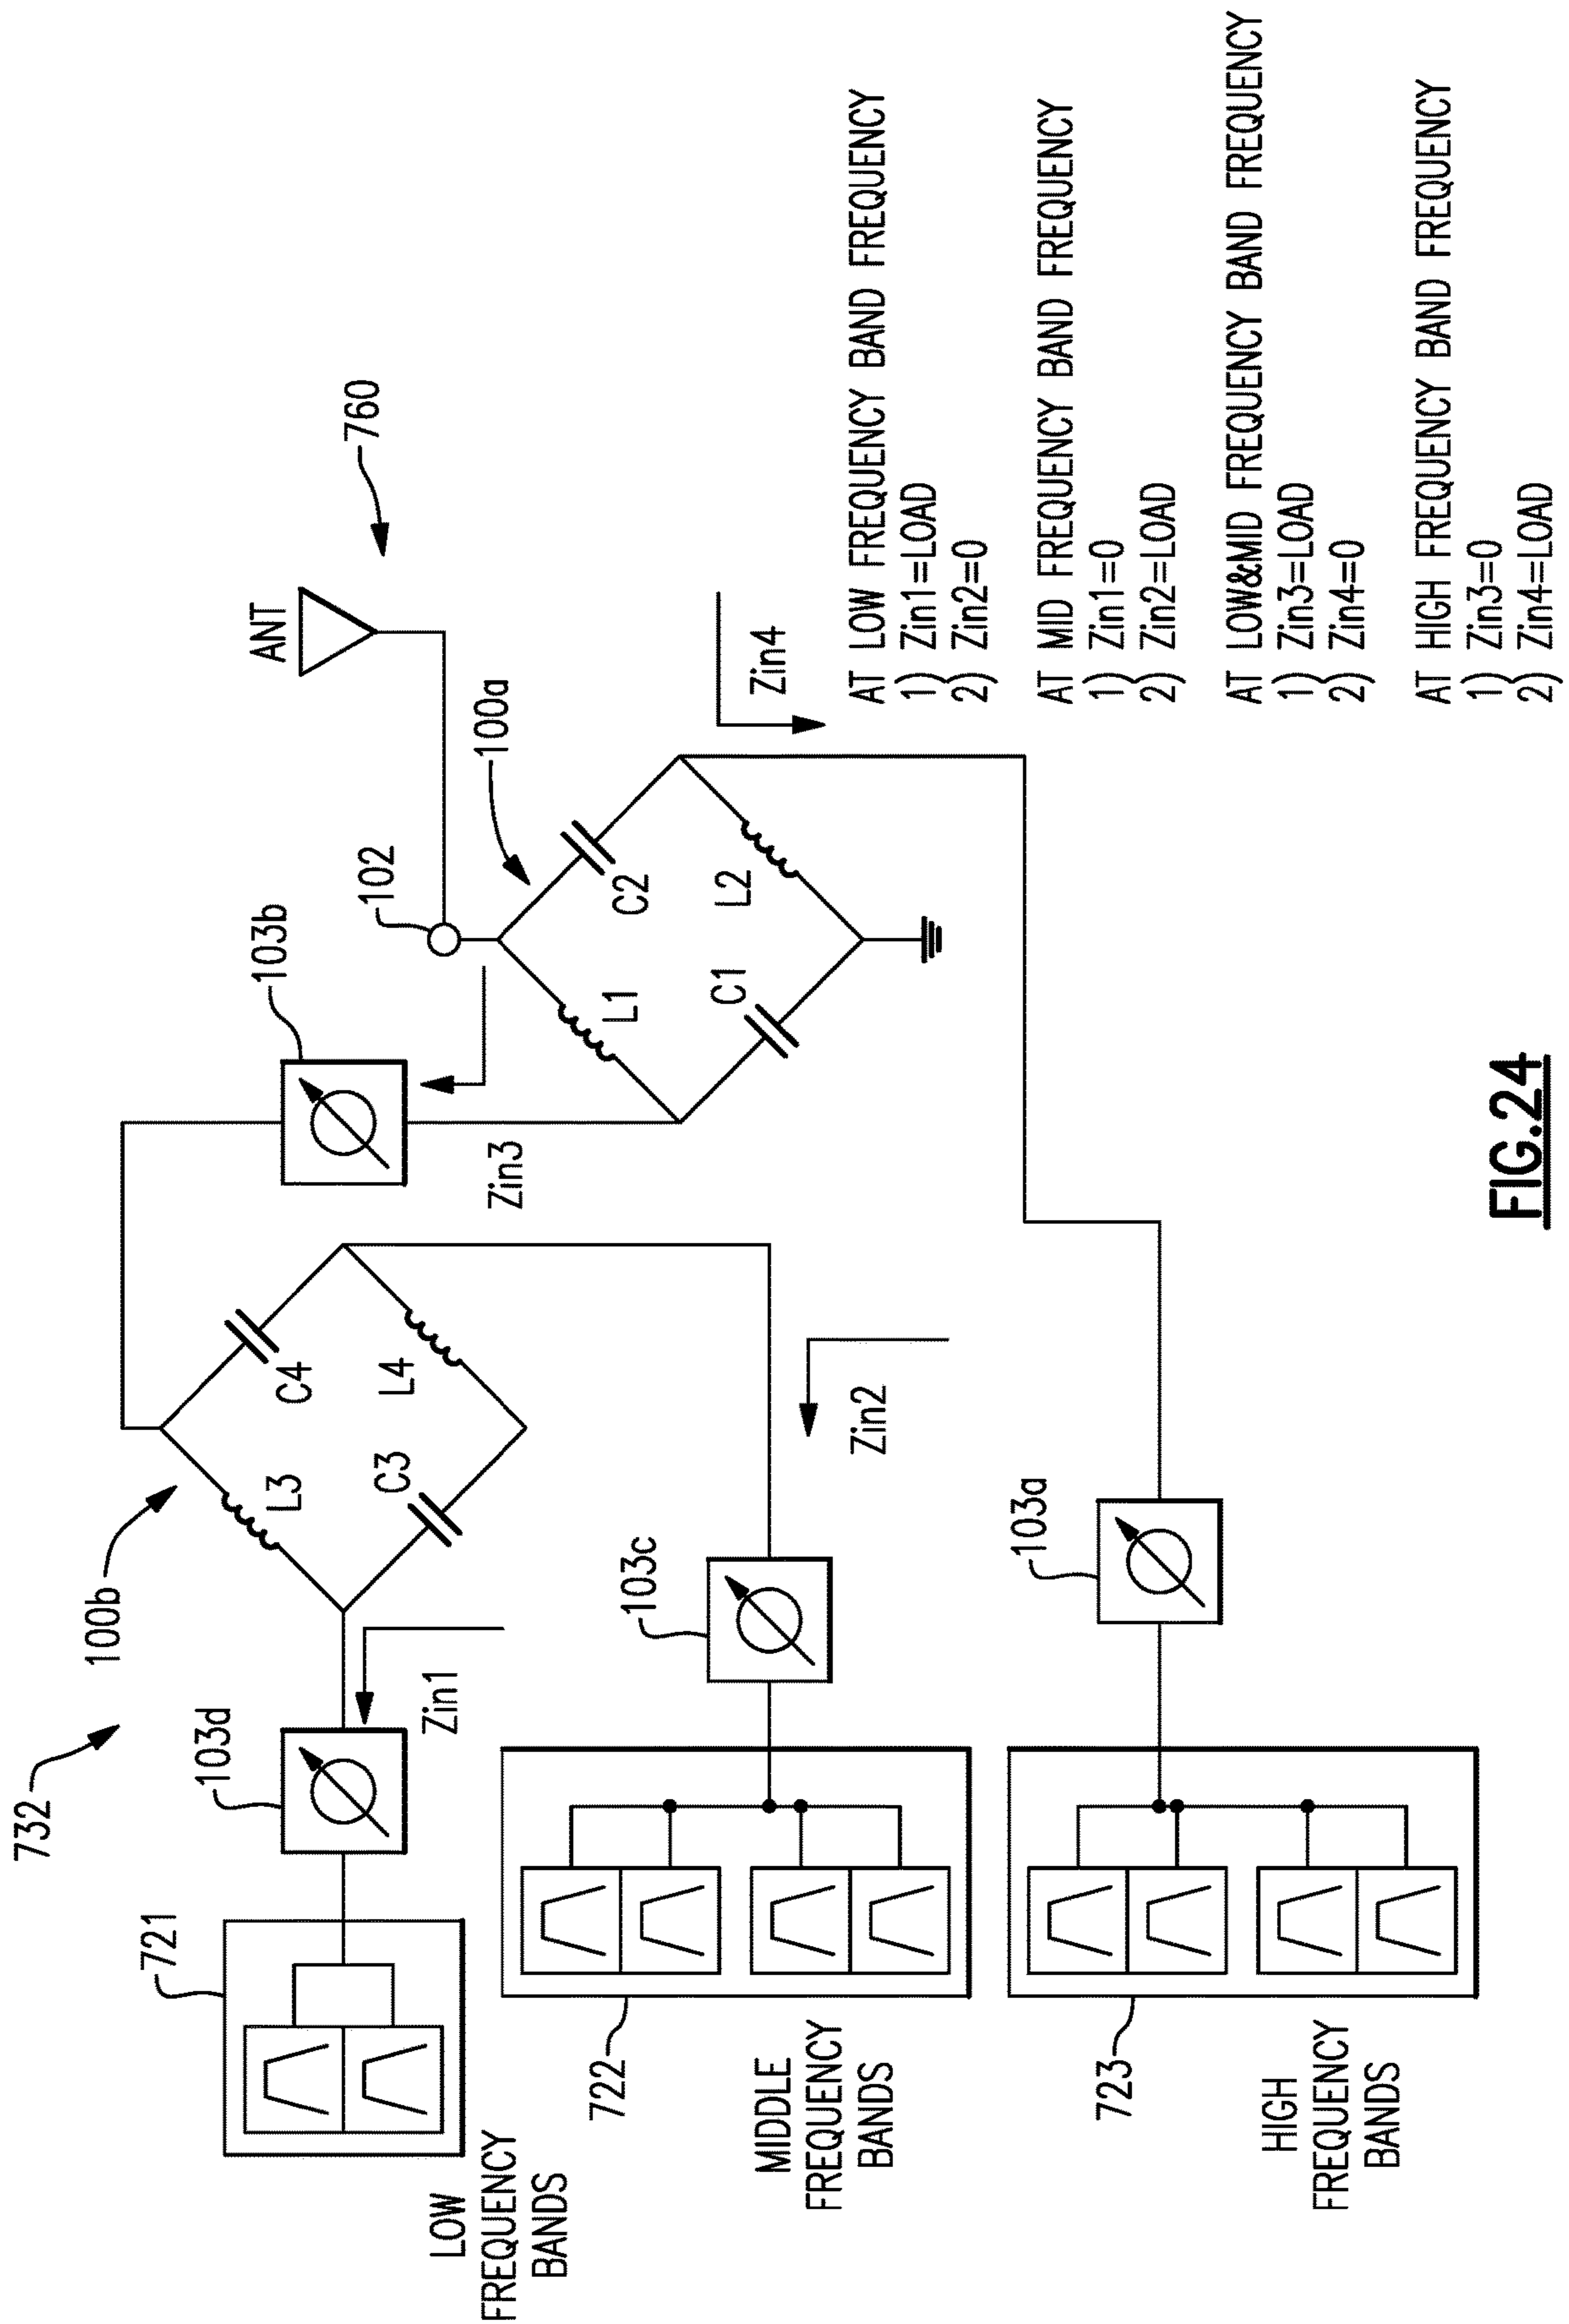 732
100b
103d
721
LOW
FREQUENCY
BANDS
L3
C4
C3
L4
Zin1
103b
Zin3
102
ANT
760
100a
L1
C2
C1
L2
Zin4
Zin2
103c
722
MIDDLE
FREQUENCY
BANDS
103a
723
HIGH
FREQUENCY
BANDS
AT LOW FREQUENCY BAND FREQUENCY
1) Zin1=LOAD
2) Zin2=0
AT MID FREQUENCY BAND FREQUENCY
1) Zin1=0
2) Zin2=LOAD
AT LOW&MID FREQUENCY BAND FREQUENCY
1) Zin3=LOAD
2) Zin4=0
AT HIGH FREQUENCY BAND FREQUENCY
1) Zin3=0
2) Zin4=LOAD
FIG.24